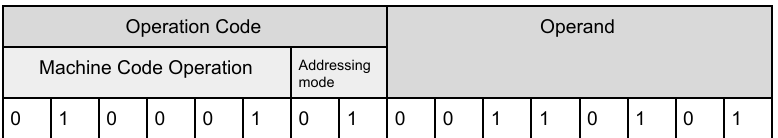 Operation Code Operand
Machine Code Operation Addressing mode
0 1 0 0 0 1 0 1 0 0 1 1 0 1 0 1